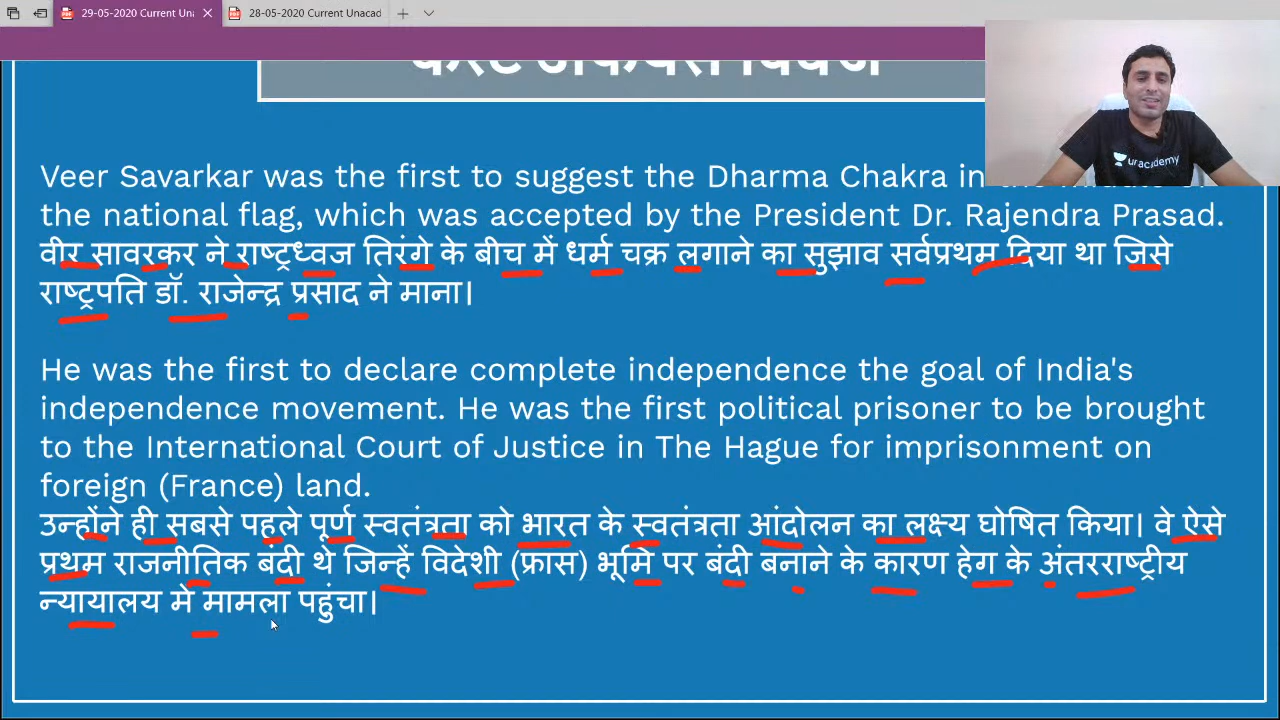 29-05-2020 Current Una
28-05-2020 Current Unacad
करेंट अफेयर्स विथ
Veer Savarkar was the first to suggest the Dharma Chakra in the
the national flag, which was accepted by the President Dr. Rajendra Prasad.
वीर सावरकर ने राष्ट्रध्वज तिरंगे के बीच में धर्म चक्र लगाने का सुझाव सर्वप्रथम दिया था जिसे
राष्ट्रपति डॉ. राजेन्द्र प्रसाद ने माना।
He was the first to declare complete independence the goal of India's
independence movement. He was the first political prisoner to be brought
to the International Court of Justice in The Hague for imprisonment on
foreign (France) land.
उन्होंने ही सबसे पहले पूर्ण स्वतंत्रता को भारत के स्वतंत्रता आंदोलन का लक्ष्य घोषित किया। वे ऐसे
प्रथम राजनीतिक बंदी थे जिन्हें विदेशी (फ्रास) भूमि पर बंदी बनाने के कारण हेग के अंतरराष्ट्रीय
न्यायालय में मामला पहुंचा।